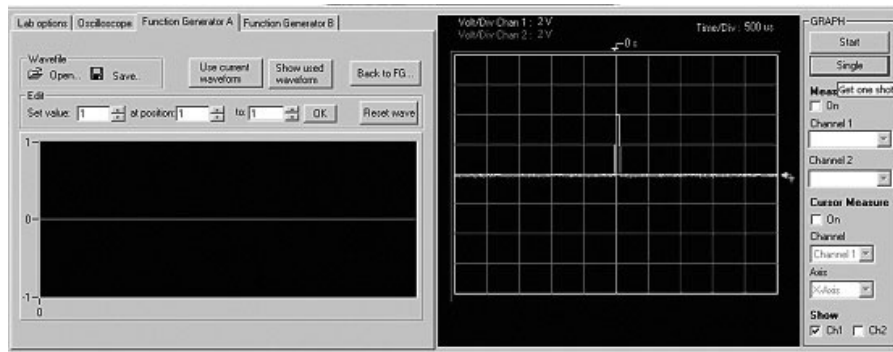 Lab options Oscilloscope Function Generator A Function Generator B
Wavefile
Open.. Save.
Use current waveform
Show used waveform
Back to FG...
Edit
Set value: 1 at position: 1 to: 1 OK Reset wave
1
0
-1
0
Volt/Div Chan 1: 2 V
Volt/Div Chan 2: 2 V
Time/Div: 500 us
0 s
GRAPH
Start
Single
Get one shot
On
Channel 1
Channel 2
Cursor Measure
On
Channel
Channel 1
Axis
X-Axis
Show
Ch1 Ch2